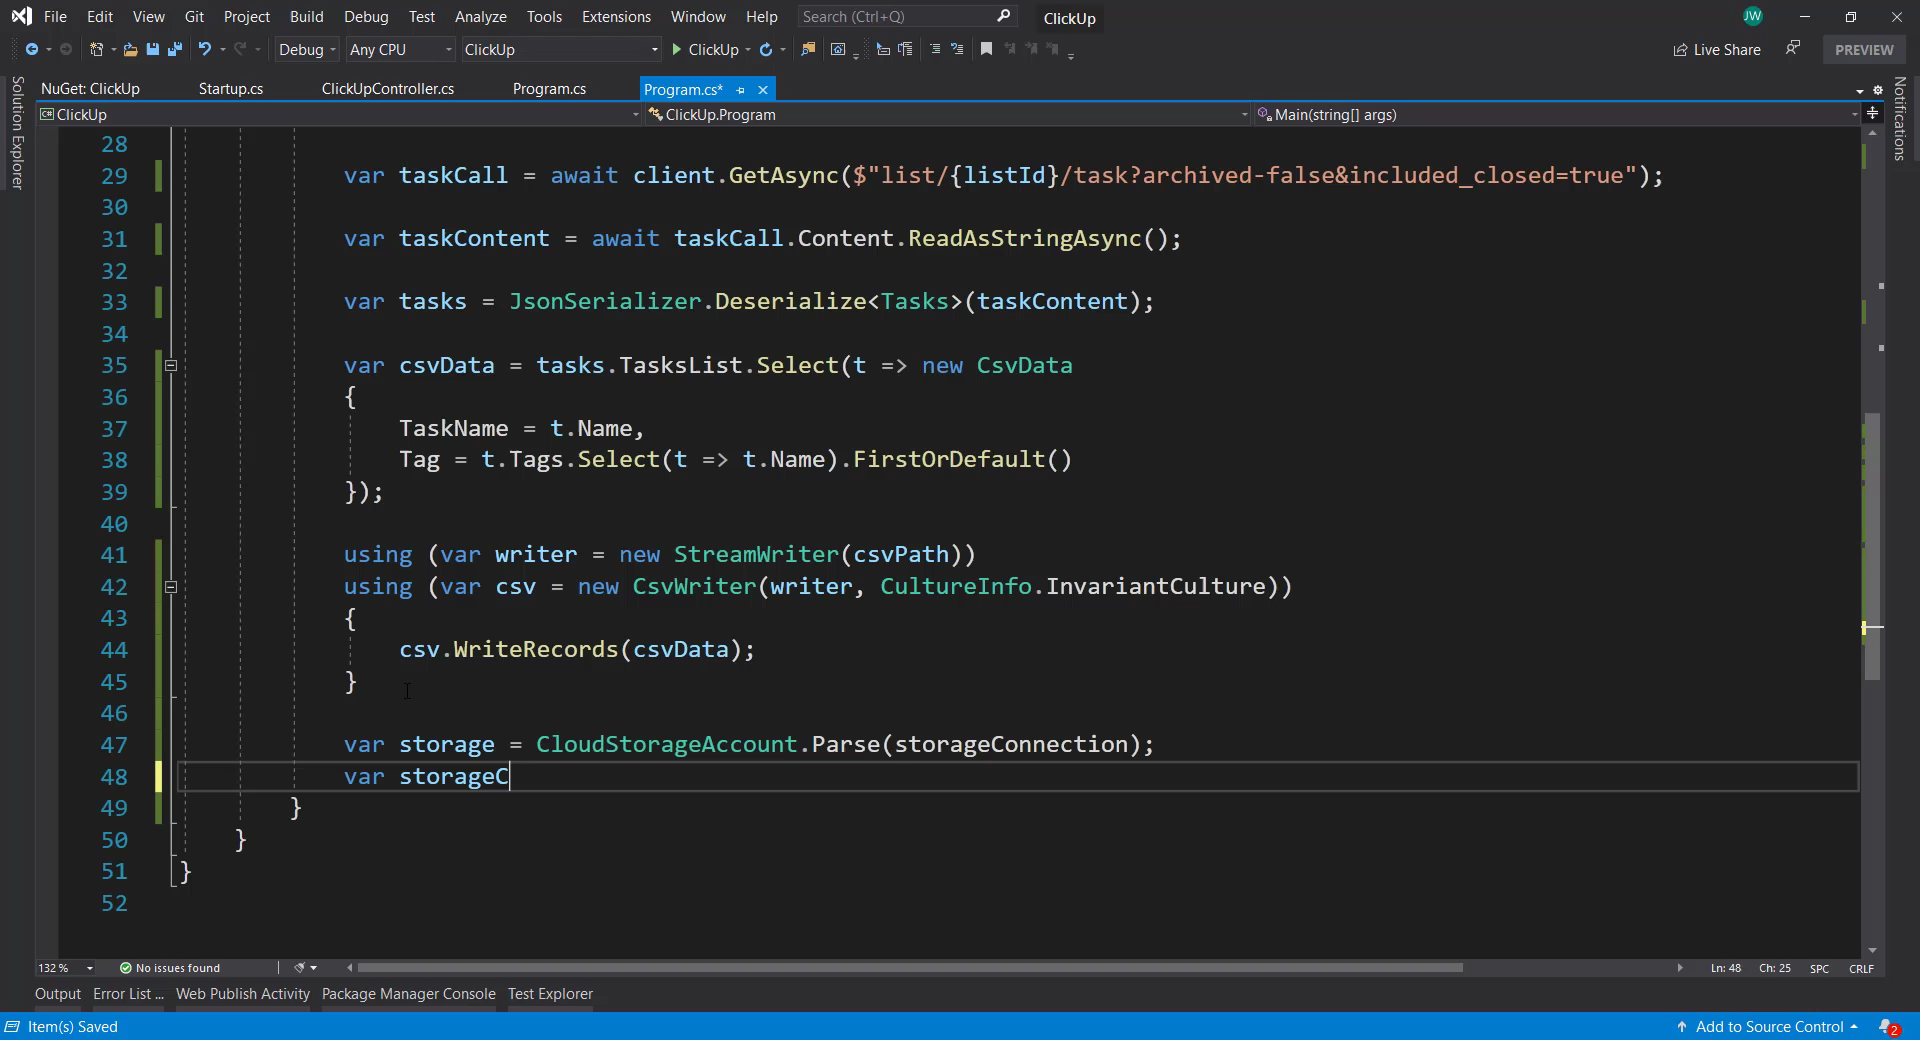 File Edit View Git Project Build Debug Test Analyze Tools Extensions Window Help Search (Ctrl+Q) ClickUp JW
Debug Any CPU ClickUp ClickUp Live Share PREVIEW
Solution Explorer
NuGet: ClickUp Startup.cs ClickUpController.cs Program.cs Program.cs*
Notifications
ClickUp ClickUp.Program Main(string[] args)
28
29 var taskCall = await client.GetAsync($"list/{listId}/task?archived-false&included_closed=true");
30
31 var taskContent = await taskCall.Content.ReadAsStringAsync();
32
33 var tasks = JsonSerializer.Deserialize<Tasks>(taskContent);
34
35 var csvData = tasks.TasksList.Select(t => new CsvData
36 {
37 TaskName = t.Name,
38 Tag = t.Tags.Select(t => t.Name).FirstOrDefault()
39 });
40
41 using (var writer = new StreamWriter(csvPath))
42 using (var csv = new CsvWriter(writer, CultureInfo.InvariantCulture))
43 {
44 csv.WriteRecords(csvData);
45 }
46
47 var storage = CloudStorageAccount.Parse(storageConnection);
48 var storageC
49 }
50 }
51 }
52
132 % No issues found Ln: 48 Ch: 25 SPC CRLF
Output Error List ... Web Publish Activity Package Manager Console Test Explorer
Item(s) Saved Add to Source Control 2